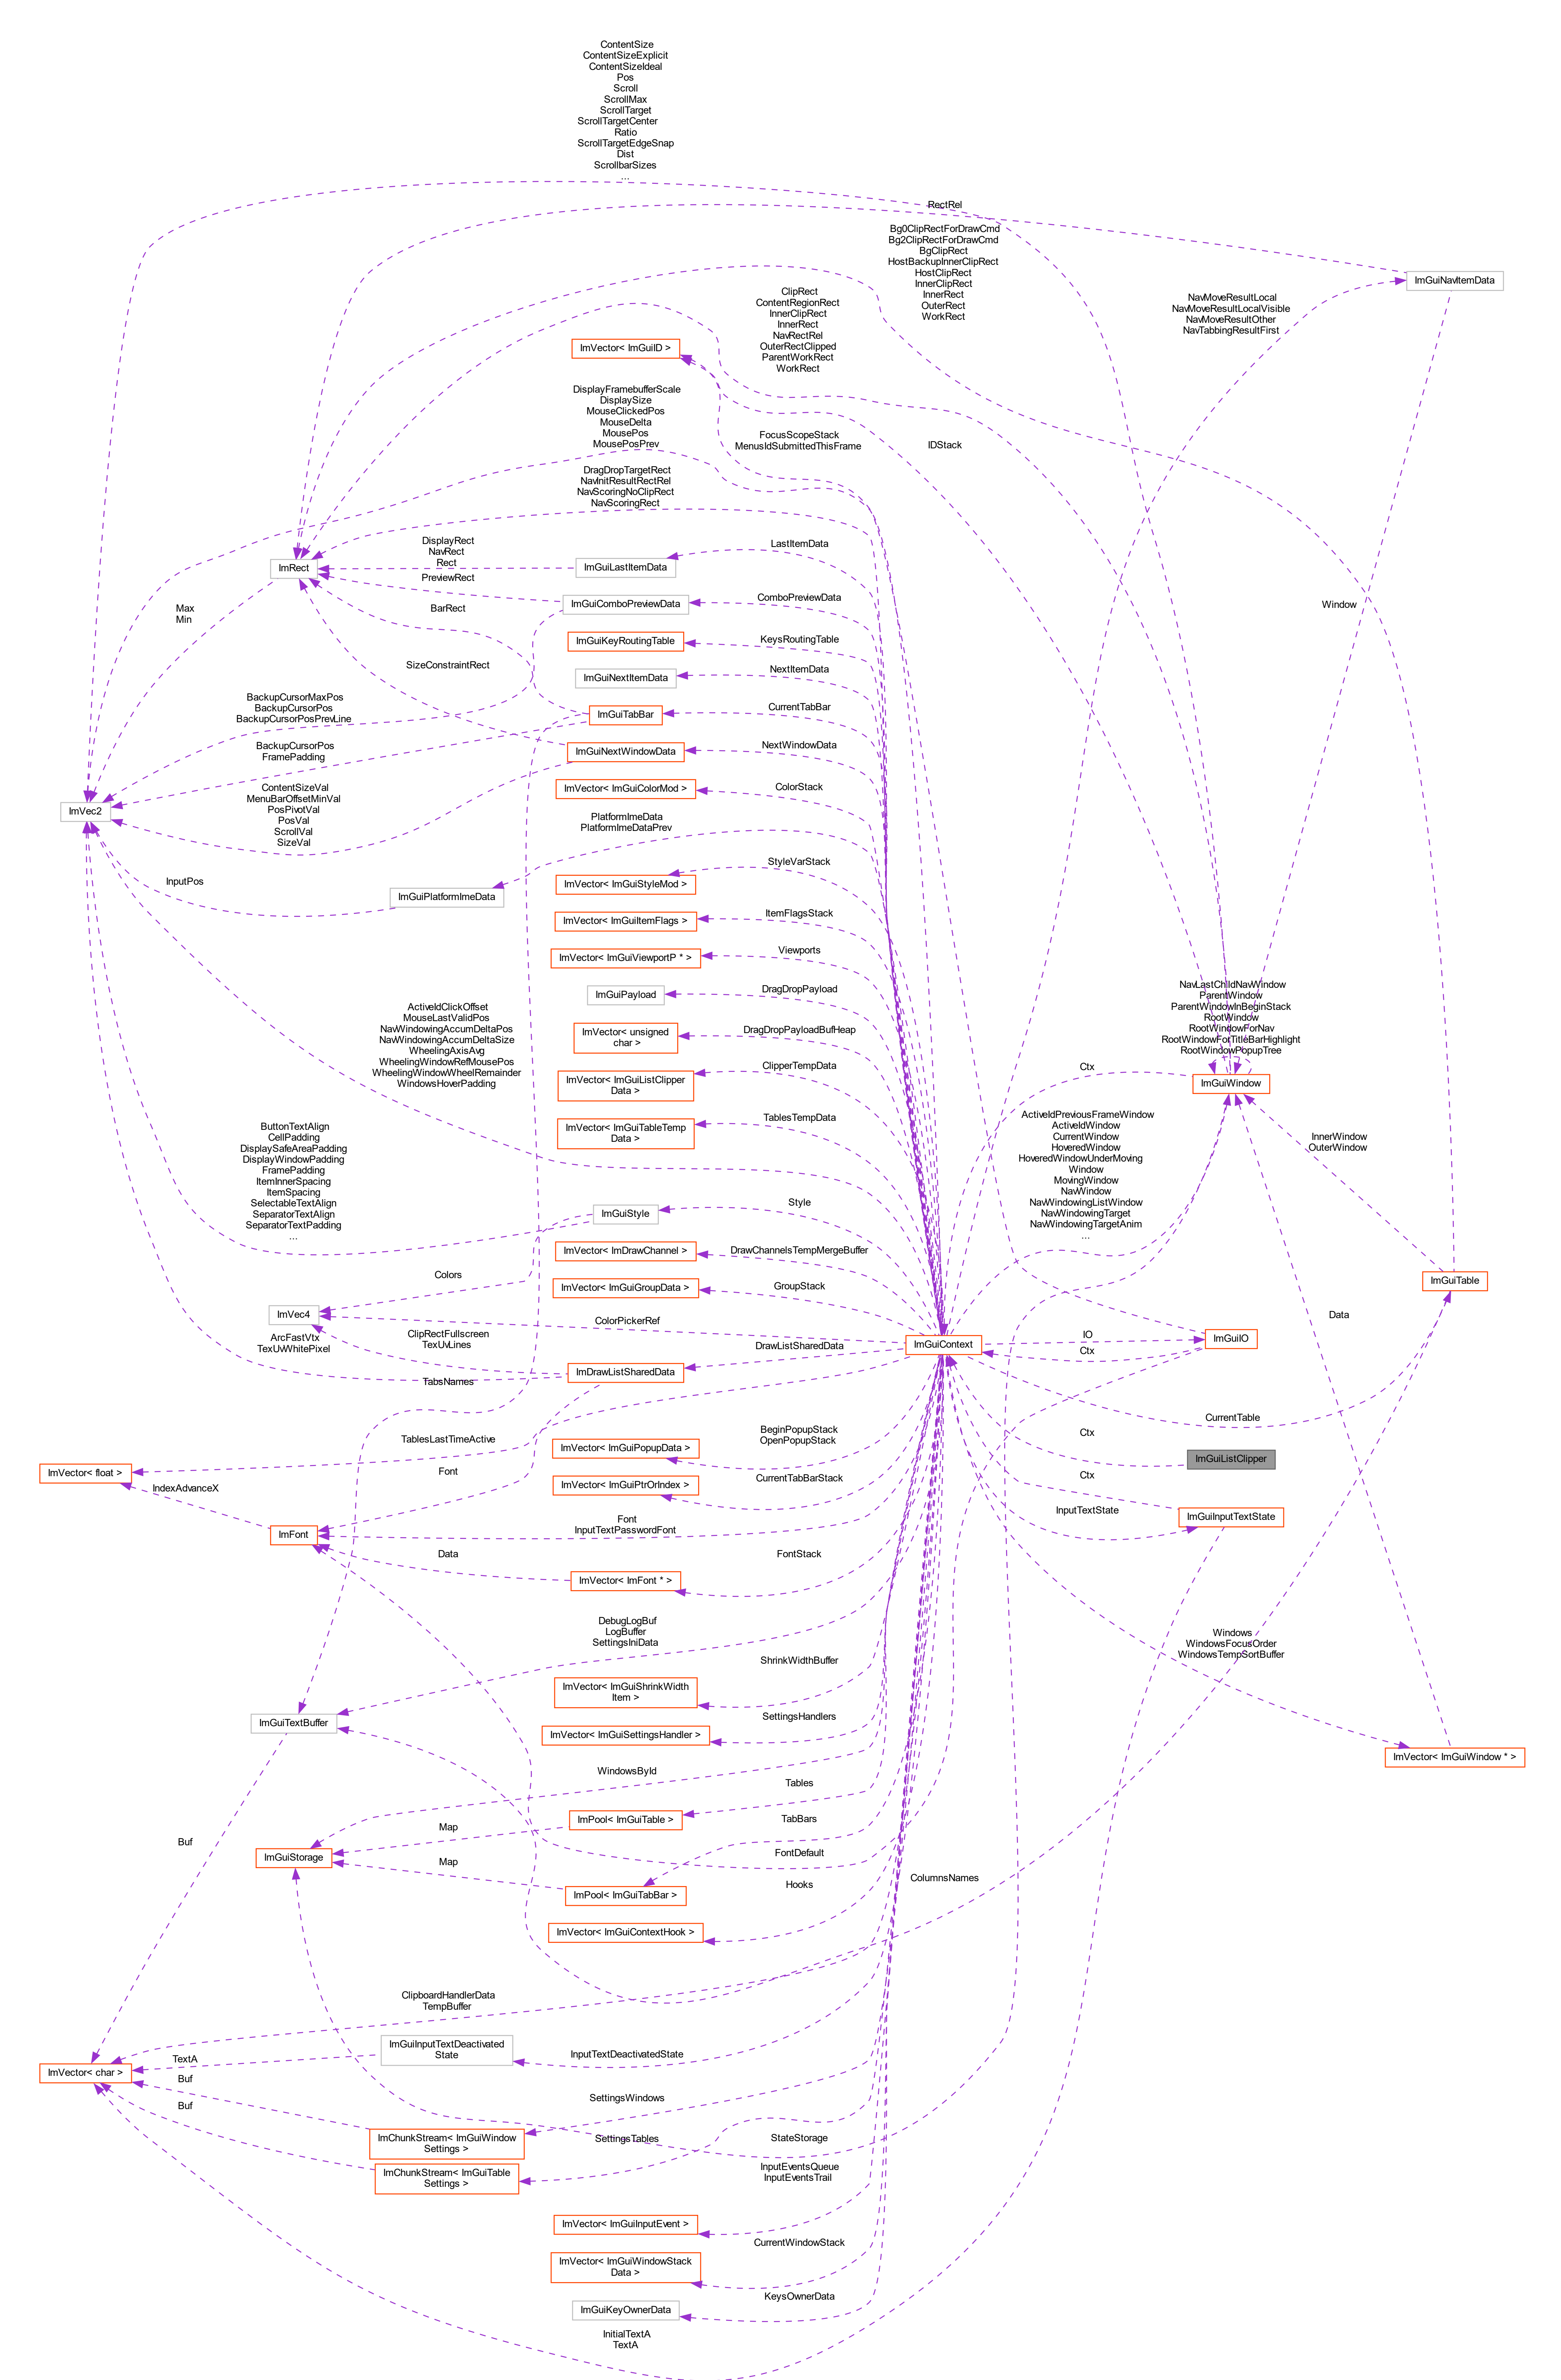 ContentSize
ContentSizeExplicit
ContentSizeIdeal
Pos
Scroll
ScrollMax
ScrollTarget
ScrollTargetCenter
Ratio
ScrollTargetEdgeSnap
Dist
ScrollbarSizes
...
RectRel
Bg0ClipRectForDrawCmd
Bg2ClipRectForDrawCmd
BgClipRect
HostBackupInnerClipRect
HostClipRect
InnerClipRect
InnerRect
OuterRect
WorkRect
ImGuiNavItemData
NavMoveResultLocal
NavMoveResultLocalVisible
NavMoveResultOther
NavTabbingResultFirst
ClipRect
ContentRegionRect
InnerClipRect
InnerRect
NavRectRel
OuterRectClipped
ParentWorkRect
WorkRect
ImVector< ImGuiID >
DisplayFramebufferScale
DisplaySize
MouseClickedPos
MouseDelta
MousePos
MousePosPrev
FocusScopeStack
MenusIdSubmittedThisFrame
IDStack
DragDropTargetRect
NavInitResultRectRel
NavScoringNoClipRect
NavScoringRect
DisplayRect
NavRect
Rect
LastItemData
ImRect
ImGuiLastItemData
PreviewRect
ComboPreviewData
ImGuiComboPreviewData
Window
Max
Min
BarRect
KeysRoutingTable
ImGuiKeyRoutingTable
SizeConstraintRect
NextItemData
ImGuiNextItemData
BackupCursorMaxPos
BackupCursorPos
BackupCursorPosPrevLine
CurrentTabBar
ImGuiTabBar
BackupCursorPos
FramePadding
NextWindowData
ImGuiNextWindowData
ContentSizeVal
MenuBarOffsetMinVal
PosPivotVal
PosVal
ScrollVal
SizeVal
ColorStack
ImVector< ImGuiColorMod >
ImVec2
PlatformImeData
PlatformImeDataPrev
StyleVarStack
InputPos
ImGuiPlatformImeData
ImVector< ImGuiStyleMod >
ItemFlagsStack
ImVector< ImGuiItemFlags >
Viewports
ImVector< ImGuiViewportP * >
DragDropPayload
ImGuiPayload
ActiveIdClickOffset
MouseLastValidPos
NavWindowingAccumDeltaPos
NavWindowingAccumDeltaSize
WheelingAxisAvg
WheelingWindowRefMousePos
WheelingWindowWheelRemainder
WindowsHoverPadding
DragDropPayloadBufHeap
ImVector< unsigned
char >
NavLastChildNavWindow
ParentWindow
ParentWindowInBeginStack
RootWindow
RootWindowForNav
RootWindowForTitleBarHighlight
RootWindowPopupTree
ClipperTempData
ImVector< ImGuiListClipper
Data >
Ctx
ImGuiWindow
TablesTempData
ImVector< ImGuiTableTemp
Data >
ActiveIdPreviousFrameWindow
ActiveIdWindow
CurrentWindow
HoveredWindow
HoveredWindowUnderMoving
Window
MovingWindow
NavWindow
NavWindowingListWindow
NavWindowingTarget
NavWindowingTargetAnim
...
InnerWindow
OuterWindow
ButtonTextAlign
CellPadding
DisplaySafeAreaPadding
DisplayWindowPadding
FramePadding
ItemInnerSpacing
ItemSpacing
SelectableTextAlign
SeparatorTextAlign
SeparatorTextPadding
...
Style
ImGuiStyle
DrawChannelsTempMergeBuffer
ImVector< ImDrawChannel >
Colors
GroupStack
ImVector< ImGuiGroupData >
ImGuiTable
ImVec4
ColorPickerRef
Data
ArcFastVtx
TexUvWhitePixel
ClipRectFullscreen
TexUvLines
DrawListSharedData
ImGuiContext
IO
ImGuiIO
Ctx
ImDrawListSharedData
TabsNames
TablesLastTimeActive
CurrentTable
BeginPopupStack
OpenPopupStack
ImVector< ImGuiPopupData >
Ctx
ImGuiListClipper
ImVector< float >
IndexAdvanceX
Font
CurrentTabBarStack
ImVector< ImGuiPtrOrIndex >
Ctx
Font
InputTextPasswordFont
ImFont
InputTextState
ImGuiInputTextState
Data
FontStack
ImVector< ImFont * >
DebugLogBuf
LogBuffer
SettingsIniData
Windows
WindowsFocusOrder
WindowsTempSortBuffer
ShrinkWidthBuffer
ImVector< ImGuiShrinkWidth
Item >
ImGuiTextBuffer
SettingsHandlers
ImVector< ImGuiSettingsHandler >
ImVector< ImGuiWindow * >
WindowsById
Tables
ImPool< ImGuiTable >
Map
TabBars
Buf
ImGuiStorage
FontDefault
Map
ImPool< ImGuiTabBar >
ColumnsNames
Hooks
ImVector< ImGuiContextHook >
ClipboardHandlerData
TempBuffer
ImGuiInputTextDeactivated
State
InputTextDeactivatedState
TextA
ImVector< char >
Buf
SettingsWindows
Buf
ImChunkStream< ImGuiWindow
Settings >
SettingsTables
StateStorage
ImChunkStream< ImGuiTable
Settings >
InputEventsQueue
InputEventsTrail
ImVector< ImGuiInputEvent >
CurrentWindowStack
ImVector< ImGuiWindowStack
Data >
KeysOwnerData
ImGuiKeyOwnerData
InitialTextA
TextA